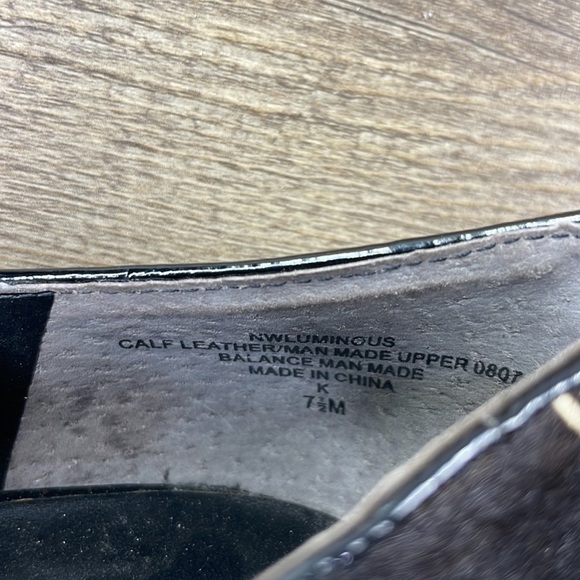 NWLUMINOUS
CALF LEATHER/MAN MADE UPPER 0807
BALANCE MAN MADE
MADE IN CHINA
K
7½M